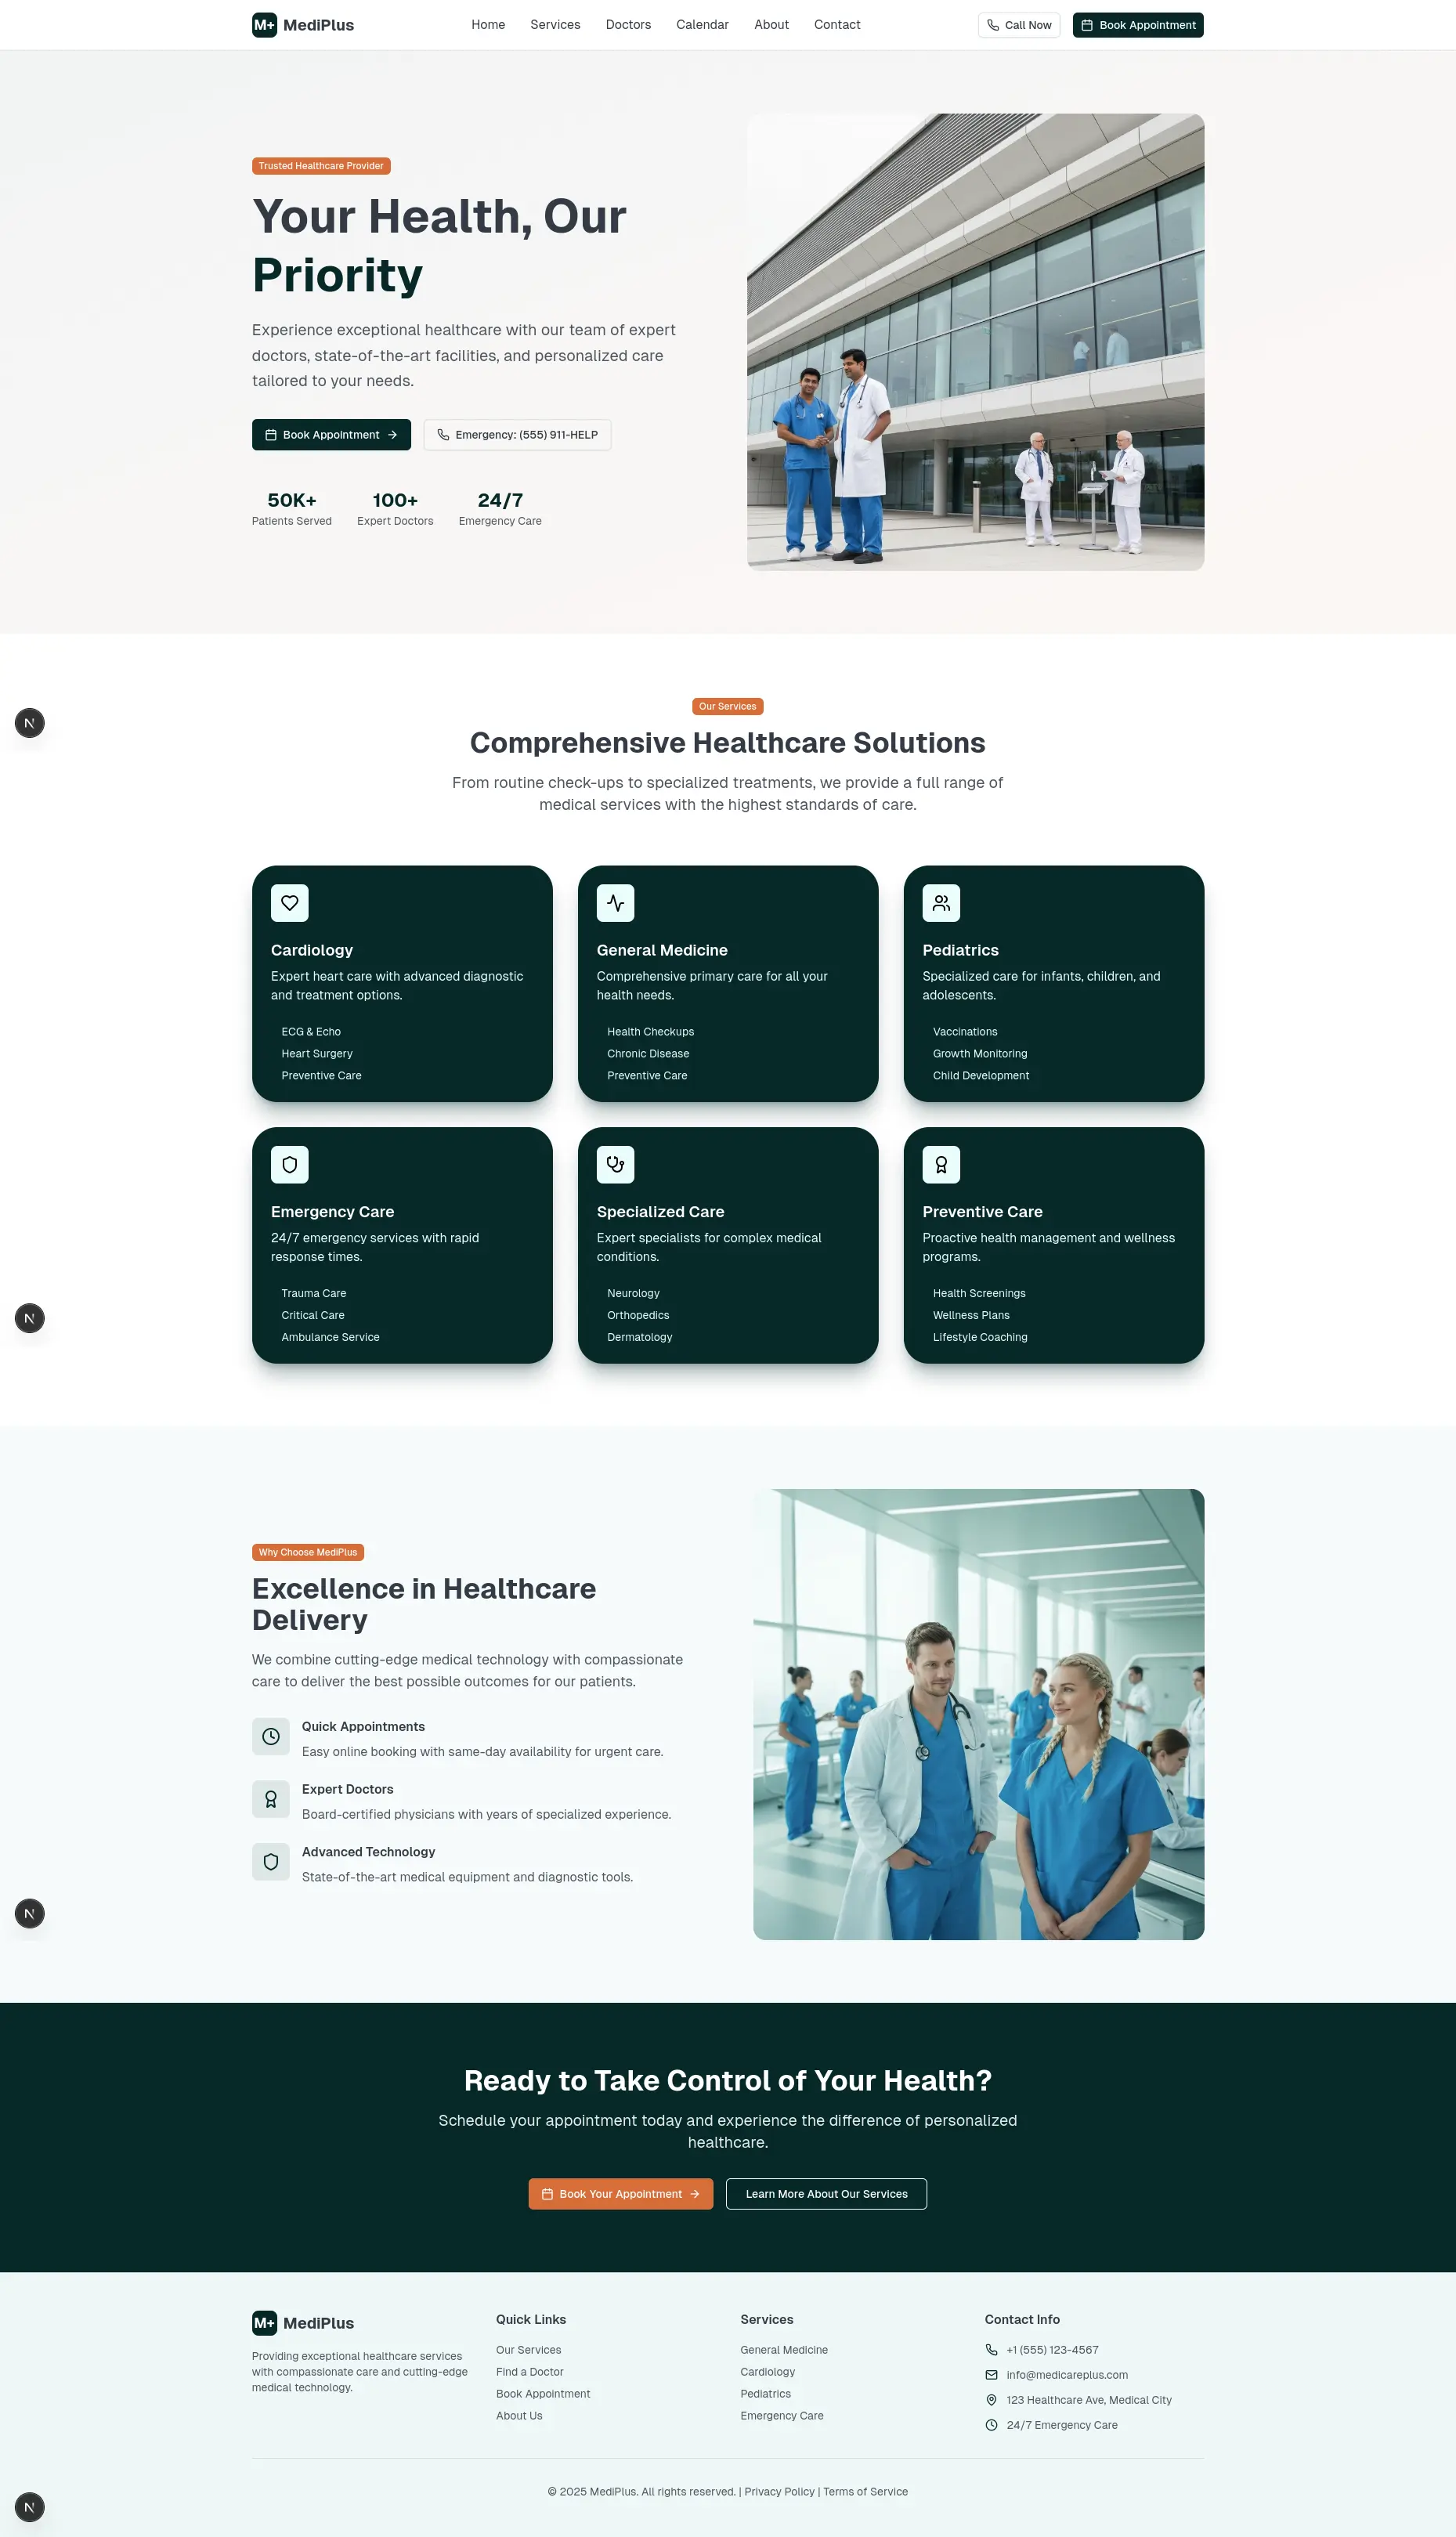 M+ MediPlus
Home Services Doctors Calendar About Contact
Call Now
Book Appointment
Trusted Healthcare Provider
Your Health, Our
Priority
Experience exceptional healthcare with our team of expert
doctors, state-of-the-art facilities, and personalized care
tailored to your needs.
Book Appointment
Emergency: (555) 911-HELP
50K+
Patients Served
100+
Expert Doctors
24/7
Emergency Care
N
Our Services
Comprehensive Healthcare Solutions
From routine check-ups to specialized treatments, we provide a full range of
medical services with the highest standards of care.
Cardiology
Expert heart care with advanced diagnostic
and treatment options.
ECG & Echo
Heart Surgery
Preventive Care
General Medicine
Comprehensive primary care for all your
health needs.
Health Checkups
Chronic Disease
Preventive Care
Pediatrics
Specialized care for infants, children, and
adolescents.
Vaccinations
Growth Monitoring
Child Development
Emergency Care
24/7 emergency services with rapid
response times.
Trauma Care
Critical Care
Ambulance Service
Specialized Care
Expert specialists for complex medical
conditions.
Neurology
Orthopedics
Dermatology
Preventive Care
Proactive health management and wellness
programs.
Health Screenings
Wellness Plans
Lifestyle Coaching
N
Why Choose MediPlus
Excellence in Healthcare
Delivery
We combine cutting-edge medical technology with compassionate
care to deliver the best possible outcomes for our patients.
Quick Appointments
Easy online booking with same-day availability for urgent care.
Expert Doctors
Board-certified physicians with years of specialized experience.
Advanced Technology
State-of-the-art medical equipment and diagnostic tools.
N
Ready to Take Control of Your Health?
Schedule your appointment today and experience the difference of personalized
healthcare.
Book Your Appointment
Learn More About Our Services
M+ MediPlus
Providing exceptional healthcare services
with compassionate care and cutting-edge
medical technology.
Quick Links
Our Services
Find a Doctor
Book Appointment
About Us
Services
General Medicine
Cardiology
Pediatrics
Emergency Care
Contact Info
+1 (555) 123-4567
info@medicareplus.com
123 Healthcare Ave, Medical City
24/7 Emergency Care
© 2025 MediPlus. All rights reserved. | Privacy Policy | Terms of Service
N